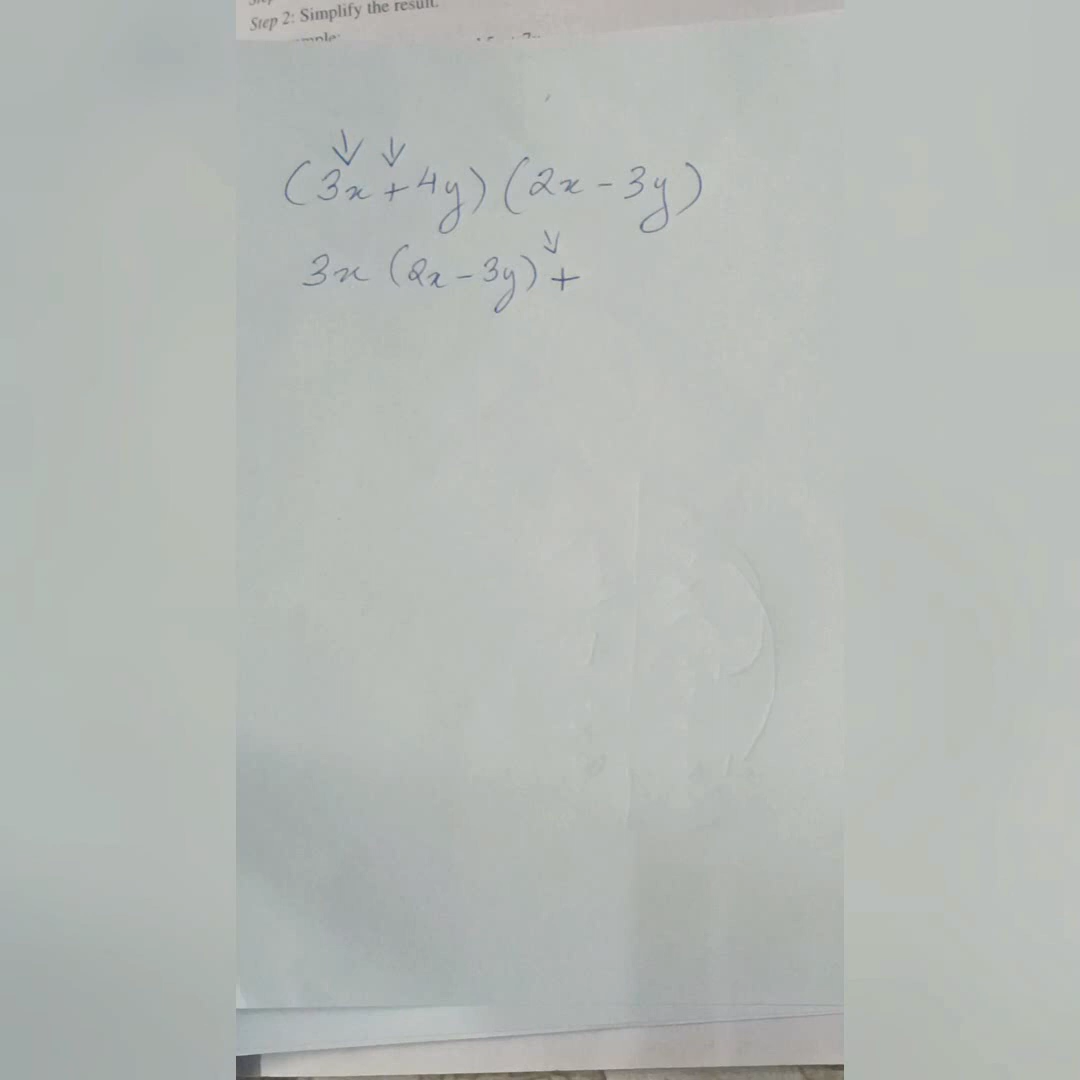 Step 2: Simplify the result.
(3x + 4y) (2x - 3y)
3x (2x - 3y) +